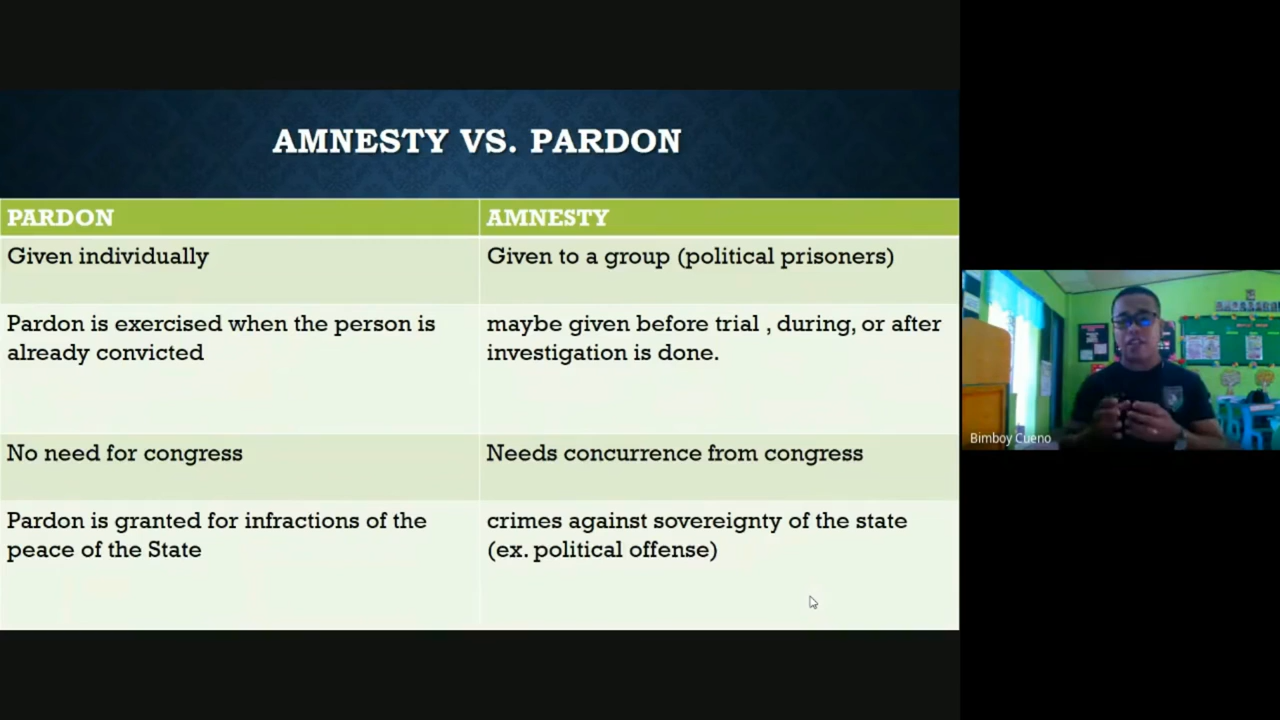 AMNESTY VS. PARDON
PARDON
AMNESTY
Given individually
Given to a group (political prisoners)
Pardon is exercised when the person is
already convicted
maybe given before trial , during, or after
investigation is done.
No need for congress
Needs concurrence from congress
Pardon is granted for infractions of the
peace of the State
crimes against sovereignty of the state
(ex. political offense)
Bimboy Cueno